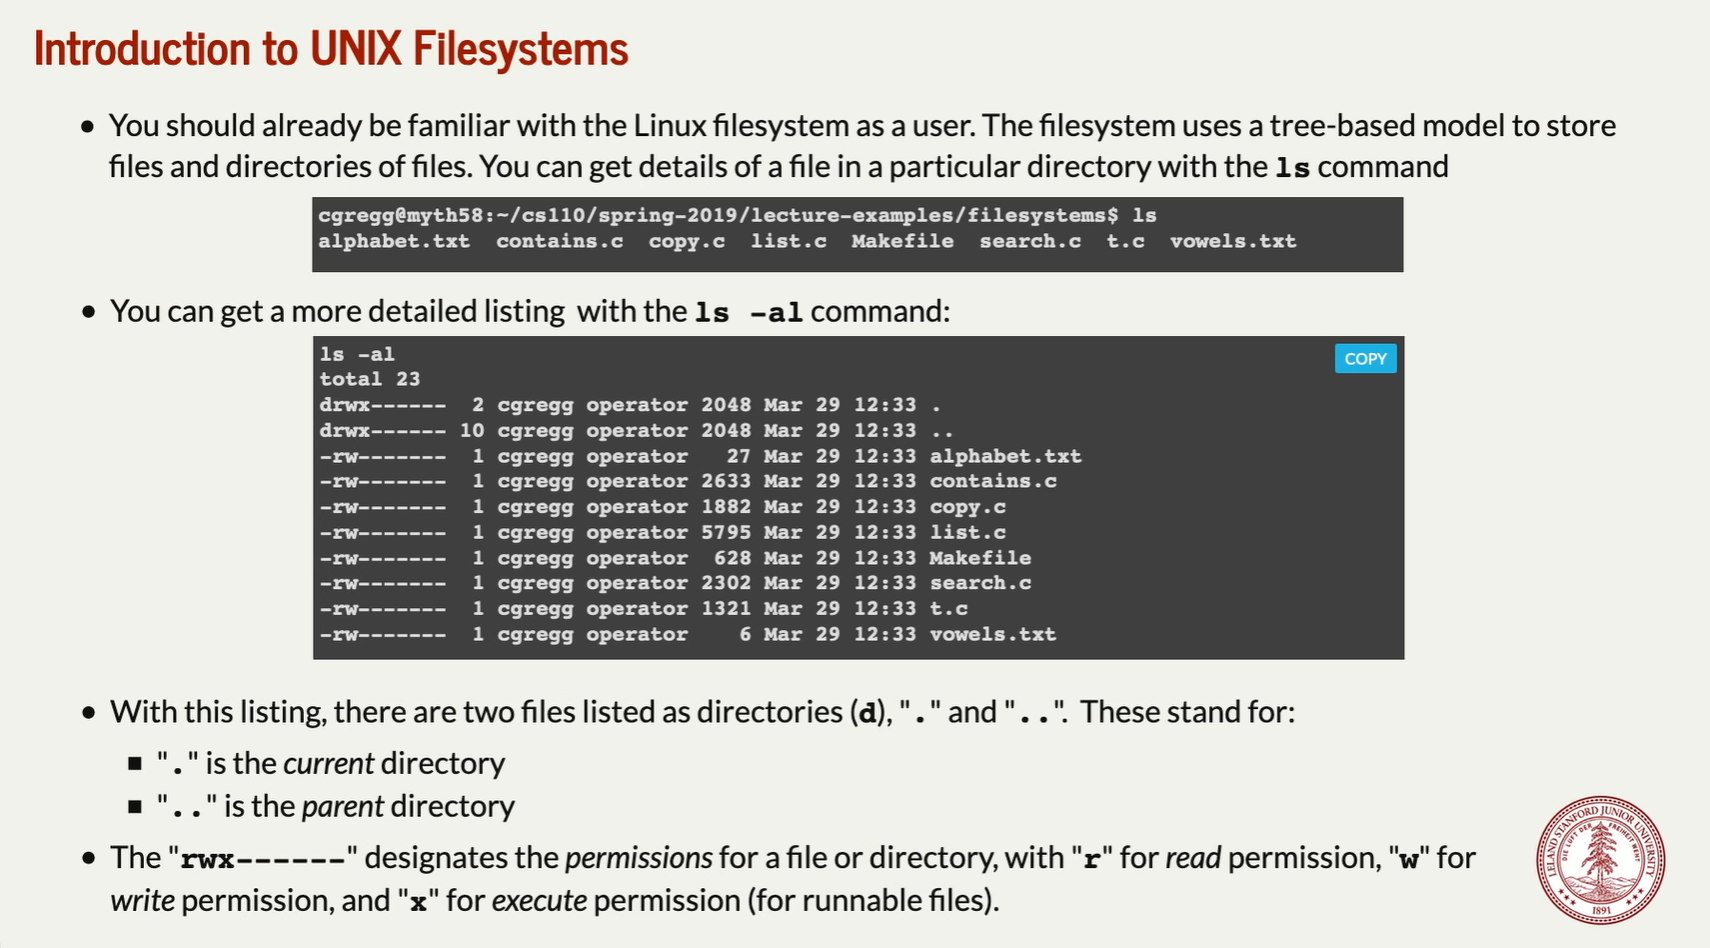 Introduction to UNIX Filesystems
You should already be familiar with the Linux filesystem as a user. The filesystem uses a tree-based model to store
files and directories of files. You can get details of a file in a particular directory with the ls command
cgregg@myth58:~/cs110/spring-2019/lecture-examples/filesystems$ ls
alphabet.txt  contains.c  copy.c  list.c  Makefile  search.c  t.c  vowels.txt
You can get a more detailed listing  with the ls -al command:
ls -al
COPY
total 23
drwx------  2 cgregg operator 2048 Mar 29 12:33 .
drwx------ 10 cgregg operator 2048 Mar 29 12:33 ..
-rw-------  1 cgregg operator   27 Mar 29 12:33 alphabet.txt
-rw-------  1 cgregg operator 2633 Mar 29 12:33 contains.c
-rw-------  1 cgregg operator 1882 Mar 29 12:33 copy.c
-rw-------  1 cgregg operator 5795 Mar 29 12:33 list.c
-rw-------  1 cgregg operator  628 Mar 29 12:33 Makefile
-rw-------  1 cgregg operator 2302 Mar 29 12:33 search.c
-rw-------  1 cgregg operator 1321 Mar 29 12:33 t.c
-rw-------  1 cgregg operator    6 Mar 29 12:33 vowels.txt
With this listing, there are two files listed as directories (d), "." and "..".  These stand for:
"." is the current directory
".." is the parent directory
The "rwx------" designates the permissions for a file or directory, with "r" for read permission, "w" for
write permission, and "x" for execute permission (for runnable files).
LELAND STANFORD JUNIOR UNIVERSITY
DIE LUFT DER FREIHEIT WEHT
1891